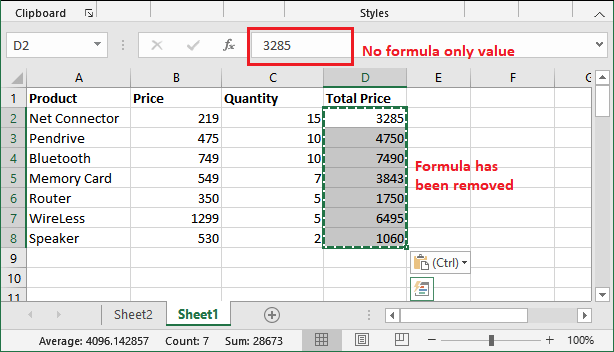 Clipboard Styles
D2 fx 3285 No formula only value
A B C D E F G
1 Product Price Quantity Total Price
2 Net Connector 219 15 3285
3 Pendrive 475 10 4750
4 Bluetooth 749 10 7490
5 Memory Card 549 7 3843
6 Router 350 5 1750
7 WireLess 1299 5 6495
8 Speaker 530 2 1060
Formula has
been removed
9
(Ctrl)
10
11
Sheet2 Sheet1
Average: 4096.142857 Count: 7 Sum: 28673 100%